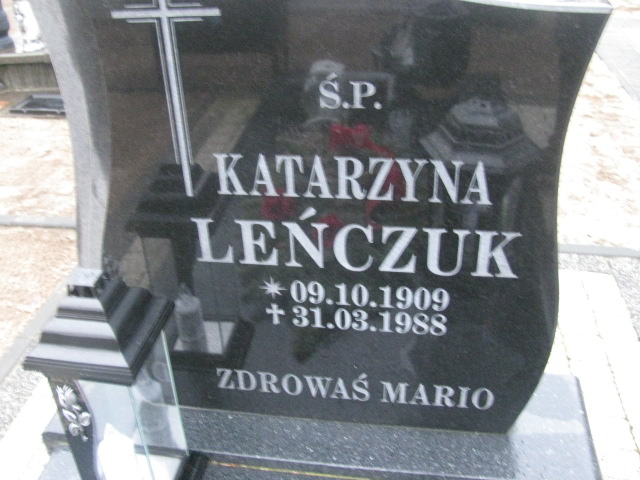 Ś.P.
KATARZYNA
LEŃCZUK
* 09.10.1909
✝ 31.03.1988
ZDROWAŚ MARIO